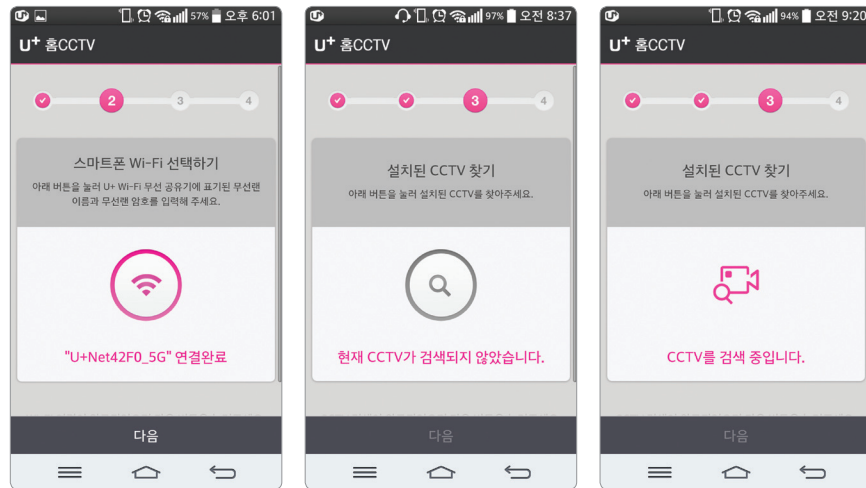 57% 오후 6:01
U+ 홈CCTV
2 3 4
스마트폰 Wi-Fi 선택하기
아래 버튼을 눌러 U+ Wi-Fi 무선 공유기에 표기된 무선랜
이름과 무선랜 암호를 입력해 주세요.
"U+Net42F0_5G" 연결완료
다음
97% 오전 8:37
U+ 홈CCTV
3 4
설치된 CCTV 찾기
아래 버튼을 눌러 설치된 CCTV를 찾아주세요.
현재 CCTV가 검색되지 않았습니다.
다음
94% 오전 9:20
U+ 홈CCTV
3 4
설치된 CCTV 찾기
아래 버튼을 눌러 설치된 CCTV를 찾아주세요.
CCTV를 검색 중입니다.
다음